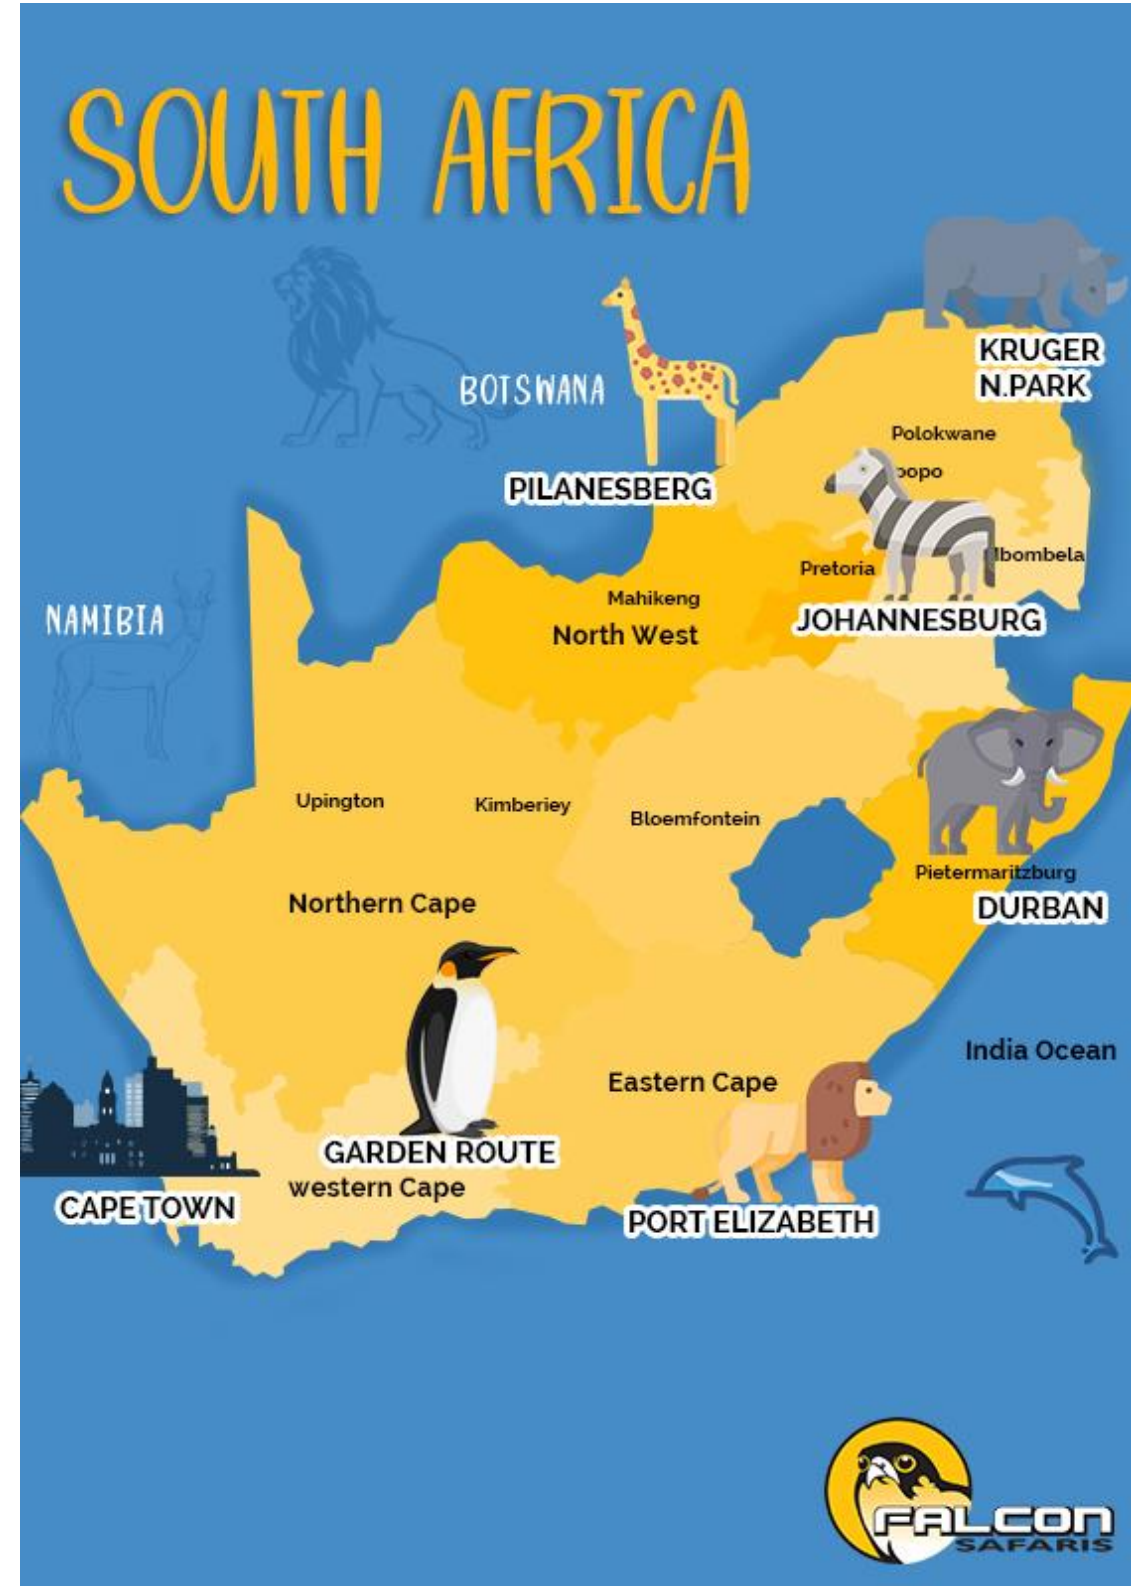 SOUTH AFRICA
KRUGER
N.PARK
BOTSWANA
Polokwane
PILANESBERG
Pretoria
Mahikeng
NAMIBIA
JOHANNESBURG
North West
Upington
Kimberiey
Bloemfontein
Pietermaritzburg
Northern Cape
DURBAN
India Ocean
Eastern Cape
GARDEN ROUTE
western Cape
CAPE TOWN
PORT ELIZABETH
FALCON
SAFARIS